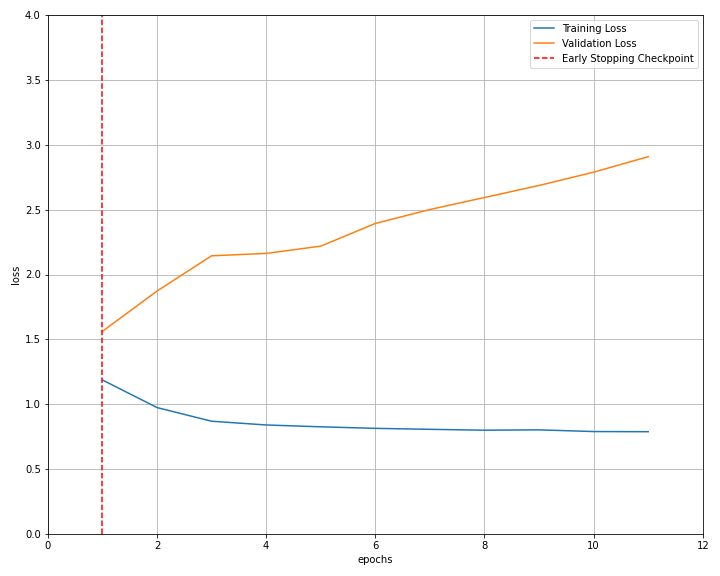 4.0
3.5
3.0
2.5
2.0
1.5
1.0
0.5
0.0
loss
Training Loss
Validation Loss
Early Stopping Checkpoint
0 2 4 6 8 10 12
epochs